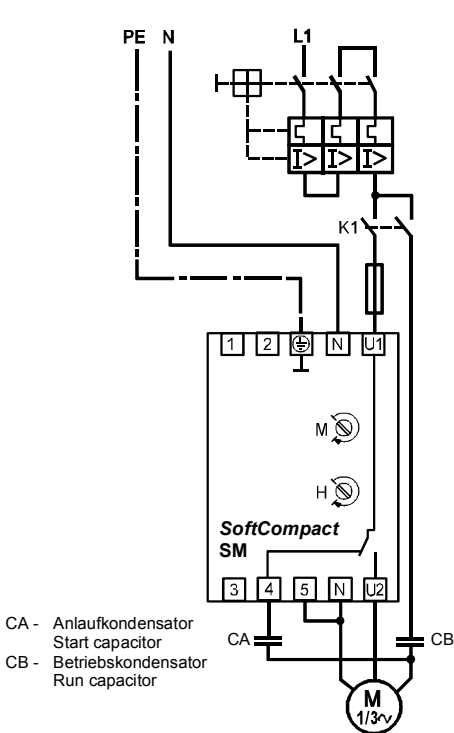 PE N L1
I> I> I>
K1
1 2 N U1
M
H
SoftCompact
SM
3 4 5 N U2
CA - Anlaufkondensator
Start capacitor
CB - Betriebskondensator
Run capacitor
CA CB
M
1/3~